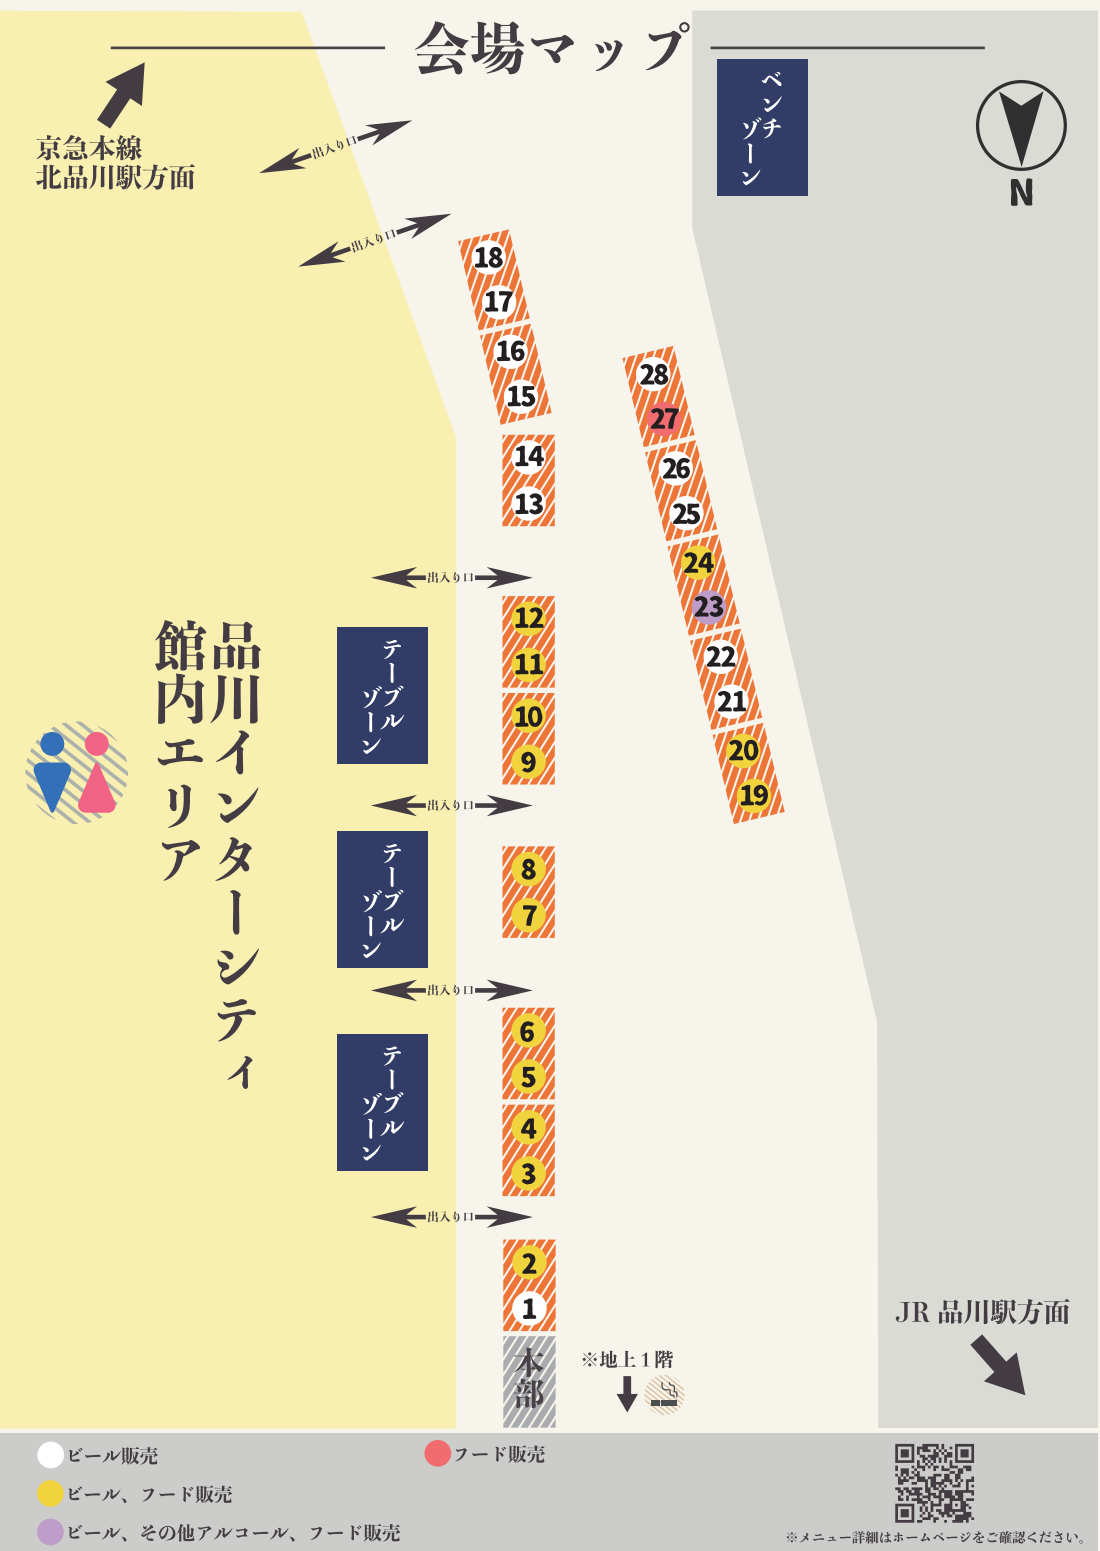 会場マップ
京急本線
北品川駅方面
出入り口
出入り口
ベンチ
ゾーン
N
18
17
16
15
14
13
28
27
26
25
24
23
22
21
20
19
出入り口
12
11
10
9
テーブル
ゾーン
品川インターシティ
館内エリア
出入り口
8
7
テーブル
ゾーン
出入り口
6
5
4
3
テーブル
ゾーン
出入り口
2
1
本部
※地上1階
JR 品川駅方面
ビール販売
フード販売
ビール、フード販売
ビール、その他アルコール、フード販売
※メニュー詳細はホームページをご確認ください。